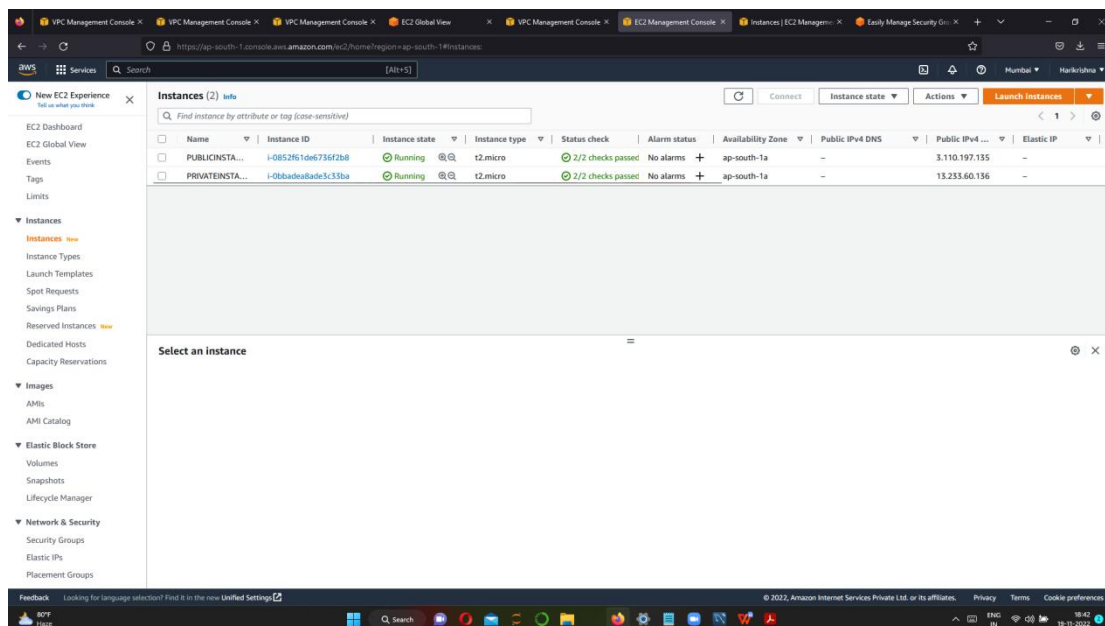 VPC Management Console
VPC Management Console
VPC Management Console
EC2 Global View
VPC Management Console
EC2 Management Console
Instances | EC2 Managemen
Easily Manage Security Gro
https://ap-south-1.console.aws.amazon.com/ec2/home?region=ap-south-1#Instances:
aws Services Search [Alt+S] Mumbai ▼ Harikrishna ▼
New EC2 Experience
Tell us what you think
EC2 Dashboard
EC2 Global View
Events
Tags
Limits
Instances
Instances New
Instance Types
Launch Templates
Spot Requests
Savings Plans
Reserved Instances New
Dedicated Hosts
Capacity Reservations
Images
AMIs
AMI Catalog
Elastic Block Store
Volumes
Snapshots
Lifecycle Manager
Network & Security
Security Groups
Elastic IPs
Placement Groups
Instances (2) Info Connect Instance state ▼ Actions ▼ Launch instances ▼
Find instance by attribute or tag (case-sensitive) 1
Name Instance ID Instance state Instance type Status check Alarm status Availability Zone Public IPv4 DNS Public IPv4 ... Elastic IP
PUBLICINSTA... i-0852f61de6736f2b8 Running t2.micro 2/2 checks passed No alarms + ap-south-1a – 3.110.197.135 –
PRIVATEINSTA... i-0bbadea8ade3c33ba Running t2.micro 2/2 checks passed No alarms + ap-south-1a – 13.233.60.136 –
Select an instance
Feedback Looking for language selection? Find it in the new Unified Settings © 2022, Amazon Internet Services Private Ltd. or its affiliates. Privacy Terms Cookie preferences
80°F
Haze
Search
ENG
IN
18:42
19-11-2022